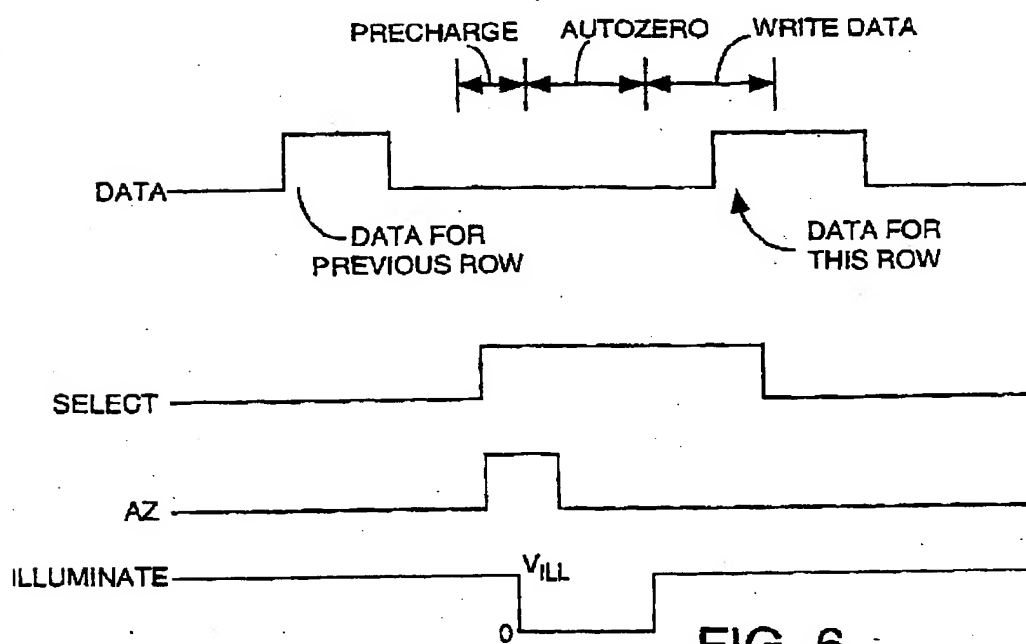 PRECHARGE AUTOZERO WRITE DATA
DATA
DATA FOR
PREVIOUS ROW
DATA FOR
THIS ROW
SELECT
AZ
ILLUMINATE
VILL
0
FIG. 6